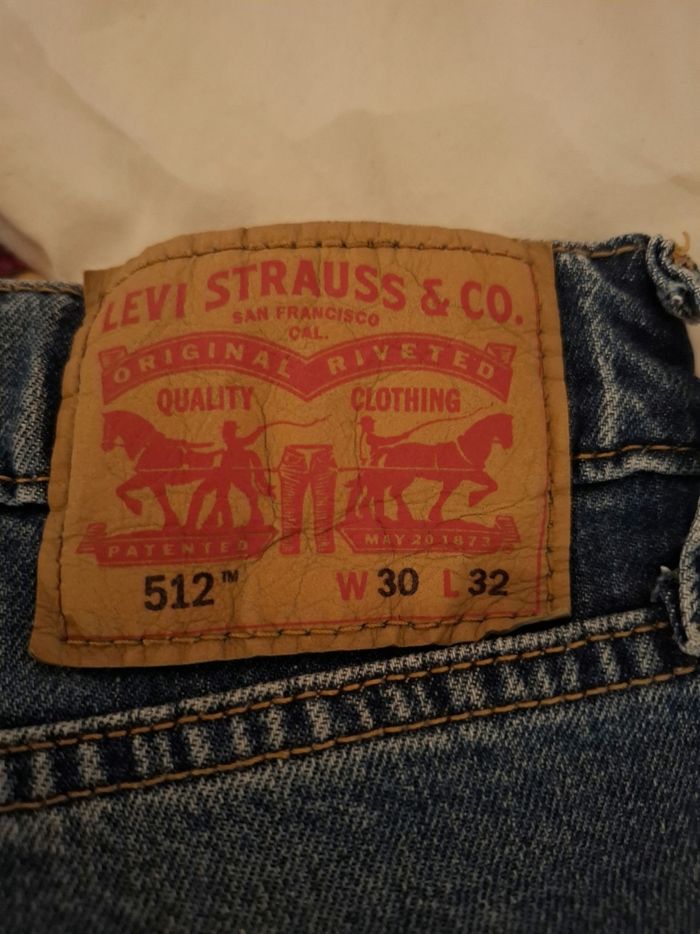 LEVI STRAUSS & CO.
SAN FRANCISCO
CAL.
ORIGINAL RIVETED
QUALITY CLOTHING
PATENTED MAY 20 1873
512™ W 30 L 32